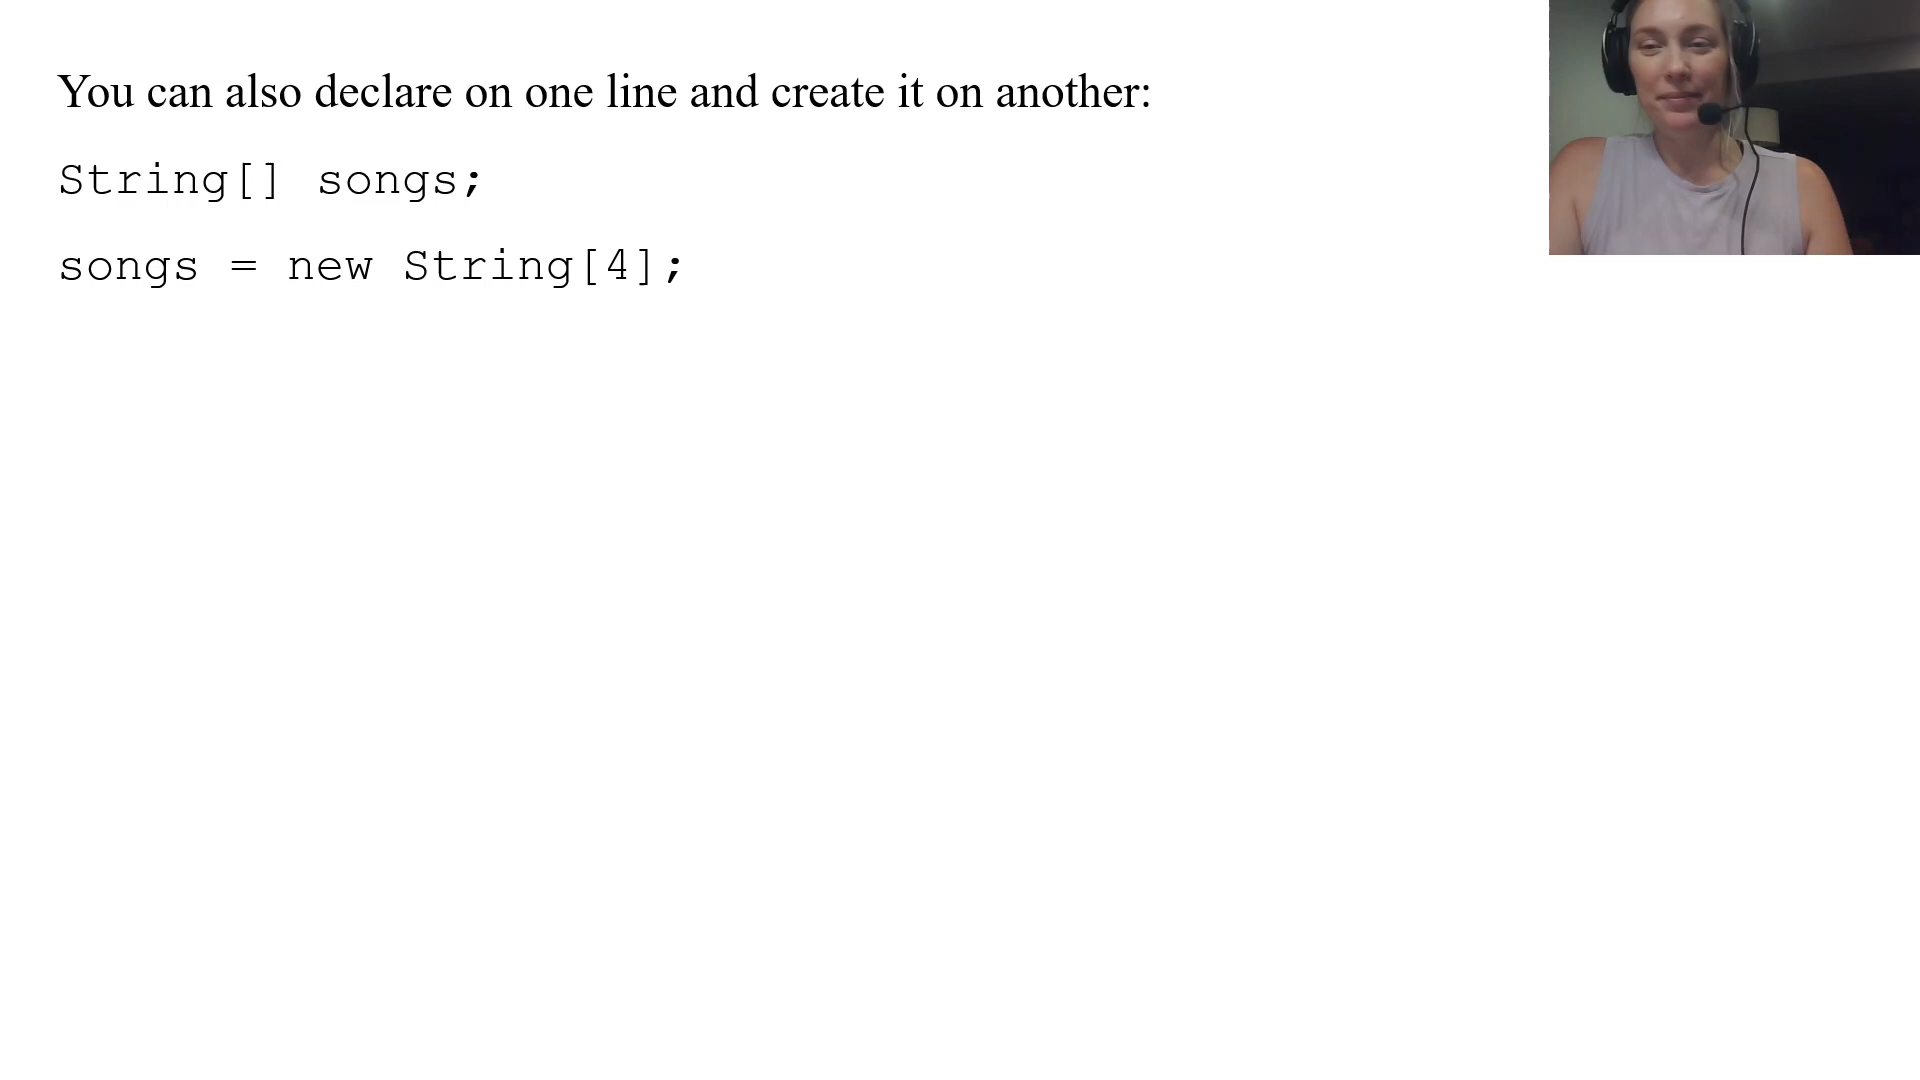 You can also declare on one line and create it on another:
String[] songs;
songs = new String[4];